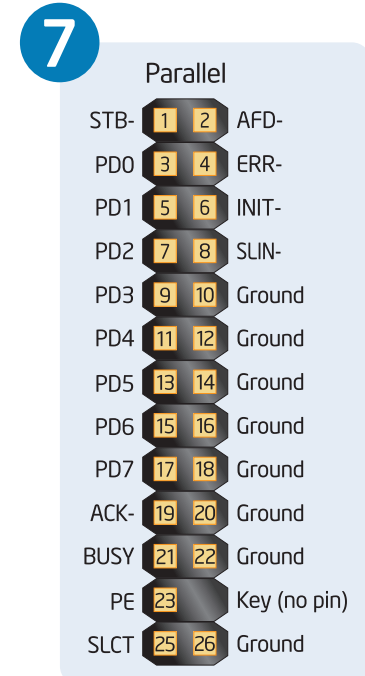 7
Parallel
STB- 1 2 AFD-
PD0 3 4 ERR-
PD1 5 6 INIT-
PD2 7 8 SLIN-
PD3 9 10 Ground
PD4 11 12 Ground
PD5 13 14 Ground
PD6 15 16 Ground
PD7 17 18 Ground
ACK- 19 20 Ground
BUSY 21 22 Ground
PE 23 Key (no pin)
SLCT 25 26 Ground